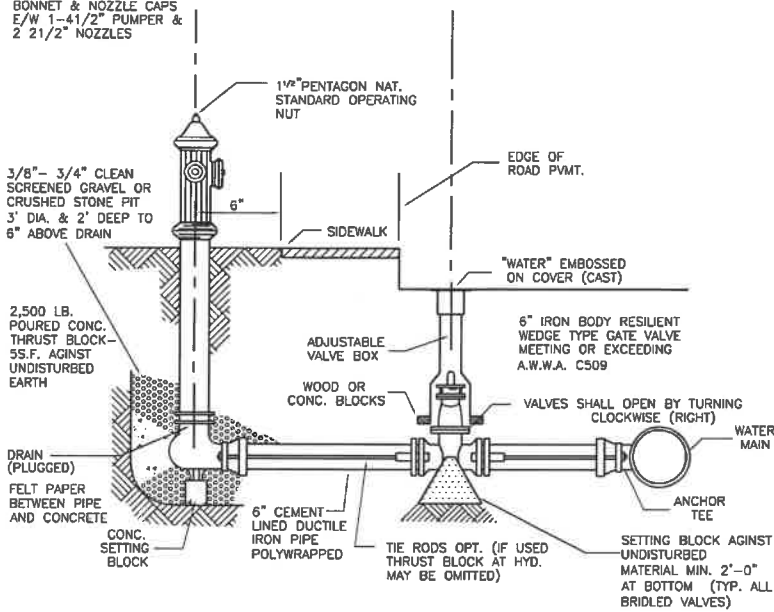 BONNET & NOZZLE CAPS
E/W 1-41/2" PUMPER &
2 21/2" NOZZLES
1 1/2" PENTAGON NAT.
STANDARD OPERATING
NUT
3/8"- 3/4" CLEAN
SCREENED GRAVEL OR
CRUSHED STONE PIT
3' DIA. & 2' DEEP TO
6" ABOVE DRAIN
6"
EDGE OF
ROAD PVMT.
SIDEWALK
"WATER" EMBOSSED
ON COVER (CAST)
2,500 LB.
POURED CONC.
THRUST BLOCK-
5S.F. AGINST
UNDISTURBED
EARTH
ADJUSTABLE
VALVE BOX
6" IRON BODY RESILIENT
WEDGE TYPE GATE VALVE
MEETING OR EXCEEDING
A.W.W.A. C509
WOOD OR
CONC. BLOCKS
VALVES SHALL OPEN BY TURNING
CLOCKWISE (RIGHT)
WATER
MAIN
DRAIN
(PLUGGED)
FELT PAPER
BETWEEN PIPE
AND CONCRETE
CONC.
SETTING
BLOCK
6" CEMENT
LINED DUCTILE
IRON PIPE
POLYWRAPPED
TIE RODS OPT. (IF USED
THRUST BLOCK AT HYD.
MAY BE OMITTED)
ANCHOR
TEE
SETTING BLOCK AGINST
UNDISTURBED
MATERIAL MIN. 2'-0"
AT BOTTOM (TYP. ALL
BRIDLED VALVES)